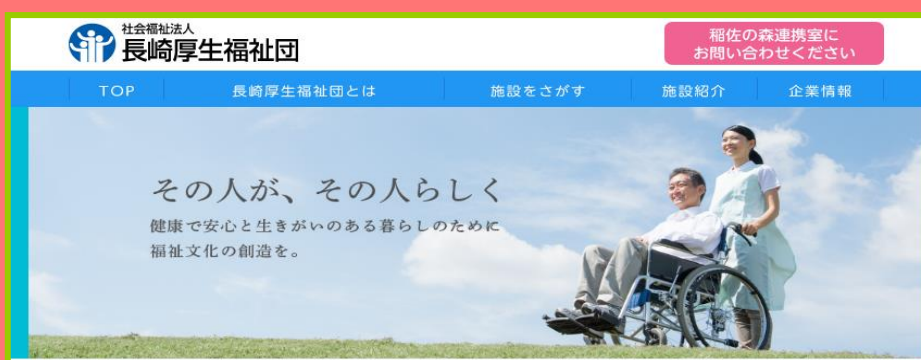 社会福祉法人
長崎厚生福祉団
稲佐の森連携室に
お問い合わせください
TOP 長崎厚生福祉団とは 施設をさがす 施設紹介 企業情報
その人が、その人らしく
健康で安心と生きがいのある暮らしのために
福祉文化の創造を。